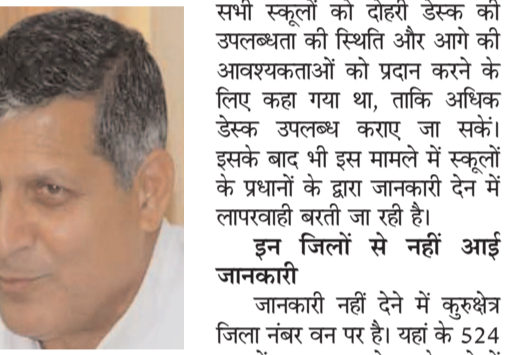 सभी स्कूलों को दोहरी डेस्क की
उपलब्धता की स्थिति और आगे की
आवश्यकताओं को प्रदान करने के
लिए कहा गया था, ताकि अधिक
डेस्क उपलब्ध कराए जा सकें।
इसके बाद भी इस मामले में स्कूलों
के प्रधानों के द्वारा जानकारी देन में
लापरवाही बरती जा रही है।
इन जिलों से नहीं आई
जानकारी
जानकारी नहीं देने में कुरुक्षेत्र
जिला नंबर वन पर है। यहां के 524